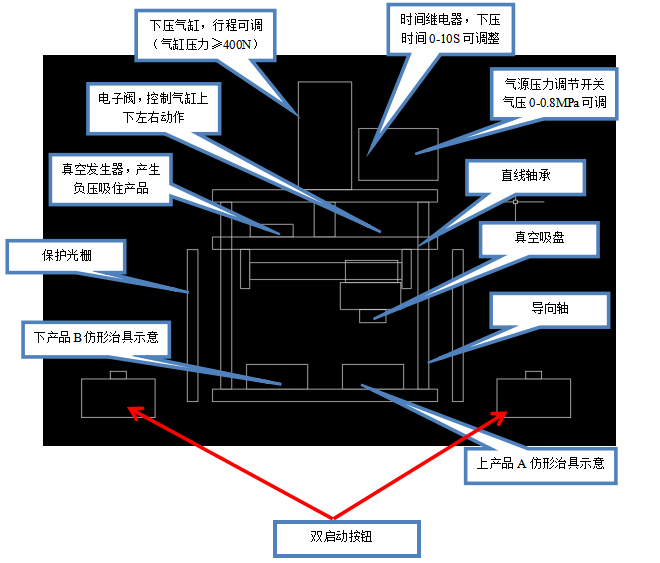 下压气缸，行程可调
（气缸压力≥400N）
时间继电器，下压
时间 0-10S 可调整
电子阀，控制气缸上
下左右动作
气源压力调节开关
气压 0-0.8MPa 可调
真空发生器，产生
负压吸住产品
直线轴承
真空吸盘
保护光栅
导向轴
下产品 B 仿形治具示意
上产品 A 仿形治具示意
双启动按钮